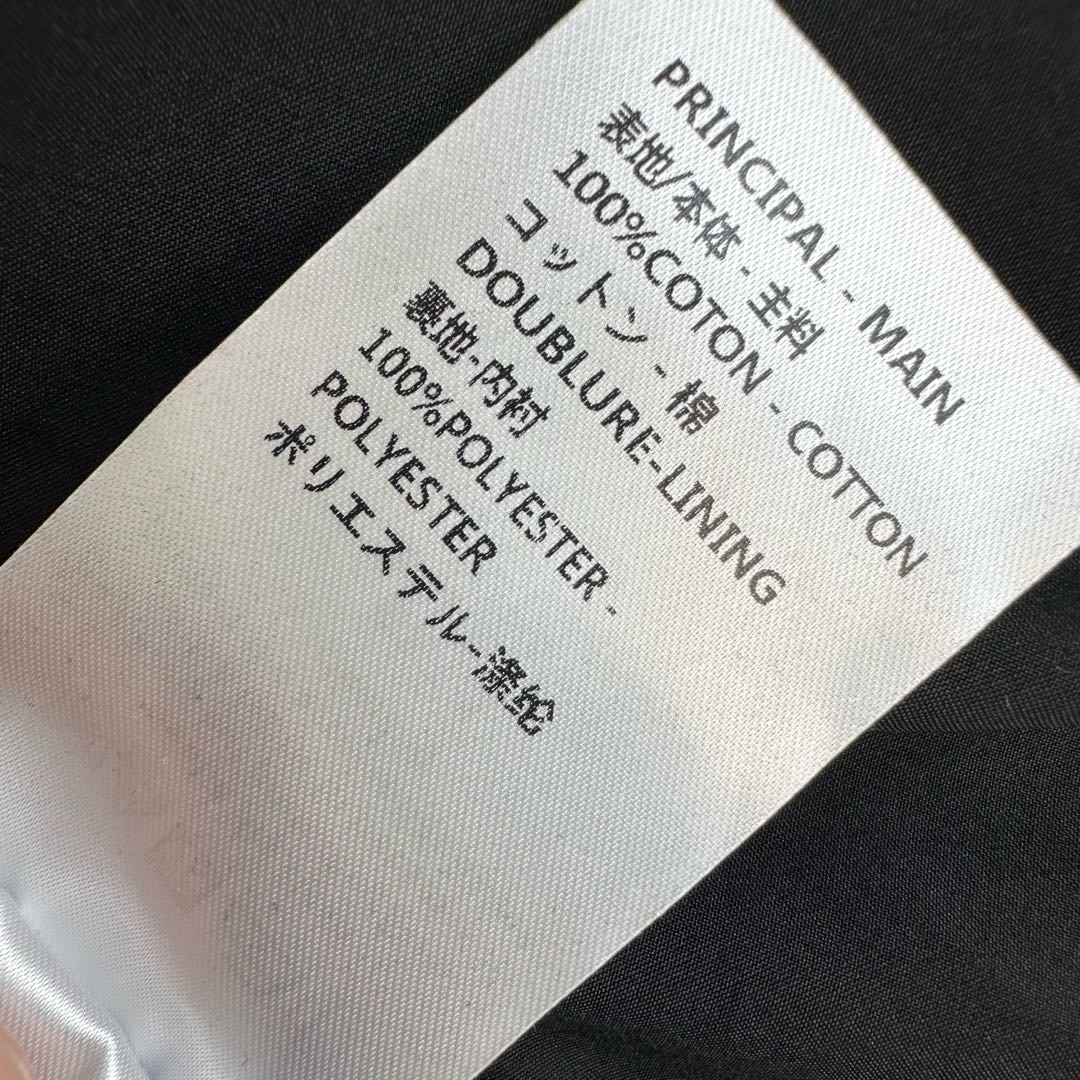 PRINCIPAL - MAIN
表地/本体 - 主料
100%COTON - COTTON
コットン - 棉
DOUBLURE-LINING
裏地-内衬
100%POLYESTER -
POLYESTER
ポリエステル-涤纶